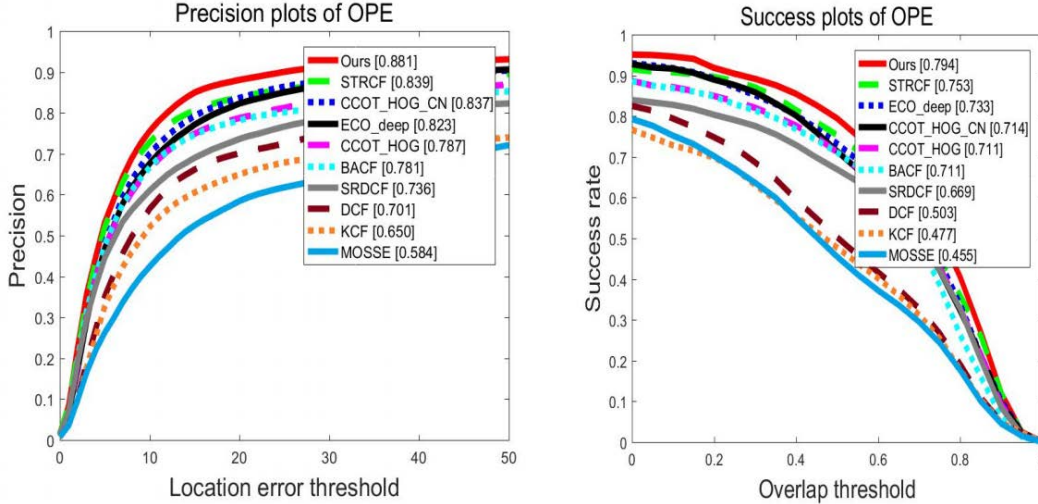 Precision plots of OPE
1
0.9
0.8
0.7
0.6
0.5
0.4
0.3
0.2
0.1
0
Precision
0 10 20 30 40 50
Location error threshold
Ours [0.881]
STRCF [0.839]
CCOT_HOG_CN [0.837]
ECO_deep [0.823]
CCOT_HOG [0.787]
BACF [0.781]
SRDCF [0.736]
DCF [0.701]
KCF [0.650]
MOSSE [0.584]
Success plots of OPE
1
0.9
0.8
0.7
0.6
0.5
0.4
0.3
0.2
0.1
0
Success rate
0 0.2 0.4 0.6 0.8
Overlap threshold
Ours [0.794]
STRCF [0.753]
ECO_deep [0.733]
CCOT_HOG_CN [0.714]
CCOT_HOG [0.711]
BACF [0.711]
SRDCF [0.669]
DCF [0.503]
KCF [0.477]
MOSSE [0.455]